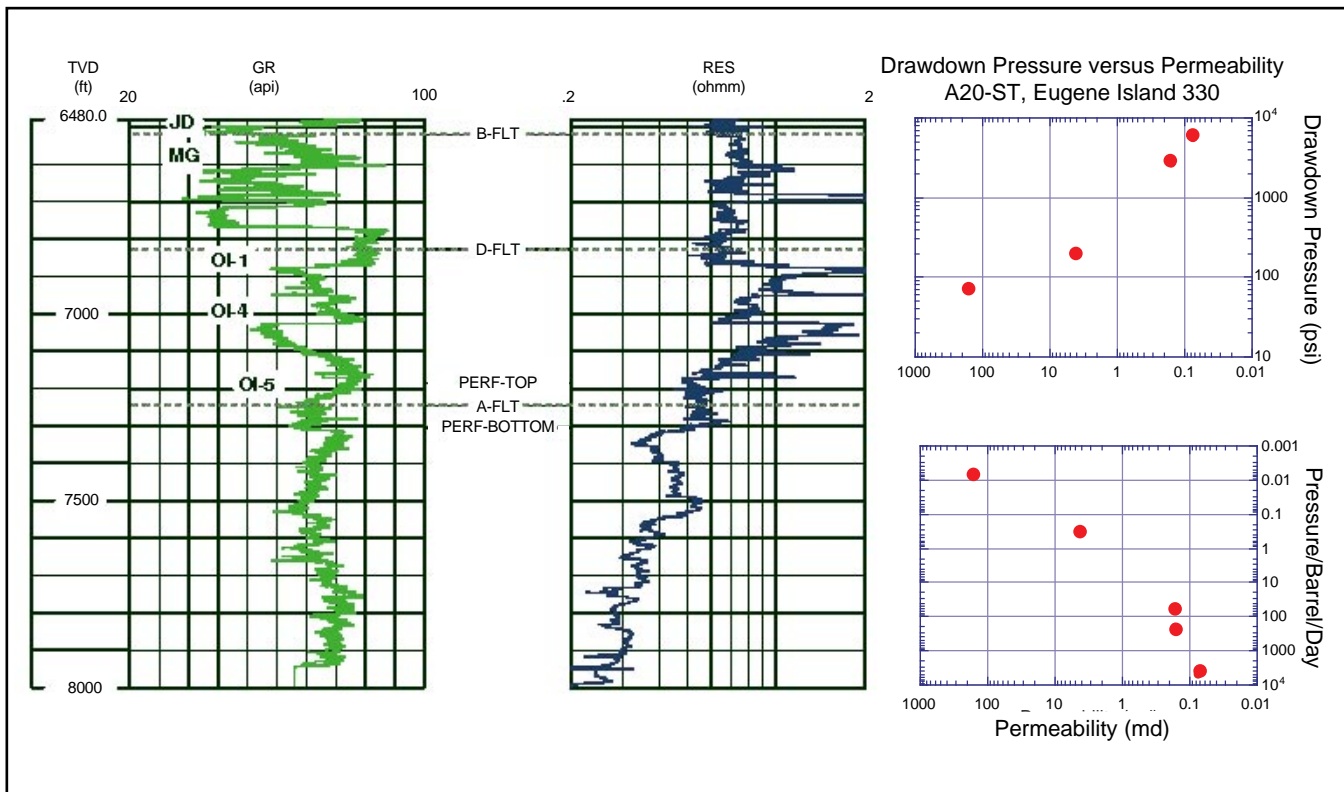 TVD
(ft)
GR
(api)
20
100
RES
(ohmm)
.2
2
6480.0
7000
7500
8000
JD
MG
OI-1
OI-4
OI-5
B-FLT
D-FLT
PERF-TOP
A-FLT
PERF-BOTTOM
Drawdown Pressure versus Permeability
A20-ST, Eugene Island 330
10⁴
1000
100
10
Drawdown Pressure (psi)
1000
100
10
1
0.1
0.01
0.001
0.01
0.1
1
10
100
1000
10⁴
Pressure/Barrel/Day
1000
100
10
1
0.1
0.01
Permeability (md)